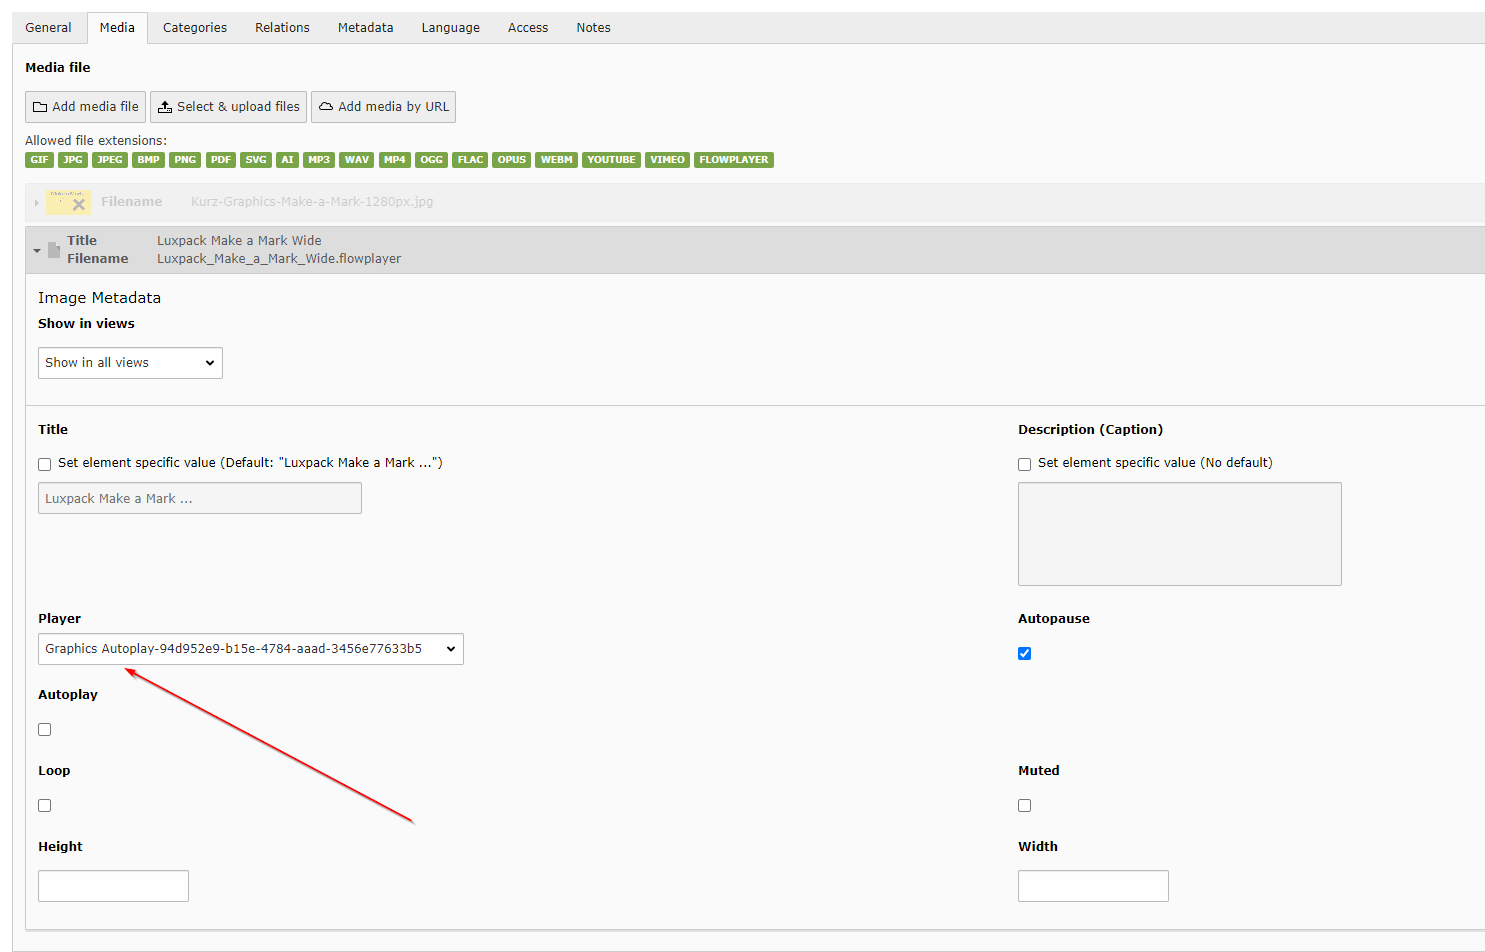 General Media Categories Relations Metadata Language Access Notes
Media file
Add media file Select & upload files Add media by URL
Allowed file extensions:
GIF JPG JPEG BMP PNG PDF SVG AI MP3 WAV MP4 OGG FLAC OPUS WEBM YOUTUBE VIMEO FLOWPLAYER
Filename Kurz-Graphics-Make-a-Mark-1280px.jpg
Title Luxpack Make a Mark Wide
Filename Luxpack_Make_a_Mark_Wide.flowplayer
Image Metadata
Show in views
Show in all views
Title Description (Caption)
Set element specific value (Default: "Luxpack Make a Mark ...") Set element specific value (No default)
Luxpack Make a Mark ...
Player Autopause
Graphics Autoplay-94d952e9-b15e-4784-aaad-3456e77633b5
Autoplay
Loop Muted
Height Width